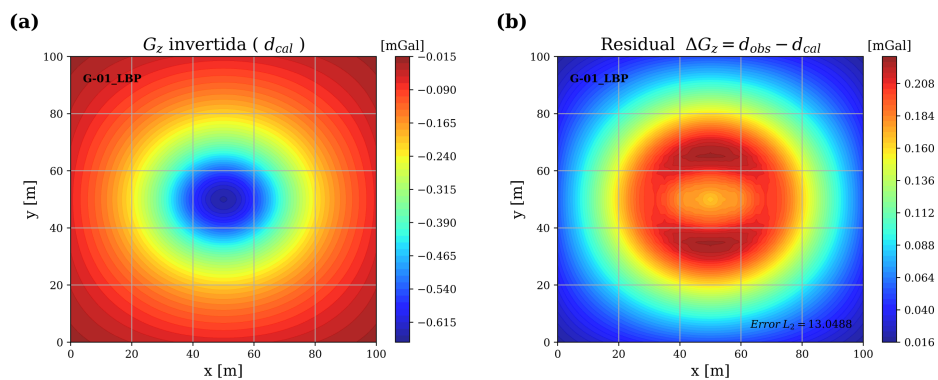 (a)
G_z invertida ( d_cal )
[mGal]
G-01_LBP
100
80
60
40
20
0
y [m]
0 20 40 60 80 100
x [m]
−0.015
−0.090
−0.165
−0.240
−0.315
−0.390
−0.465
−0.540
−0.615
(b)
Residual ΔG_z = d_obs − d_cal
[mGal]
G-01_LBP
100
80
60
40
20
0
y [m]
Error L_2 = 13.0488
0 20 40 60 80 100
x [m]
0.208
0.184
0.160
0.136
0.112
0.088
0.064
0.040
0.016